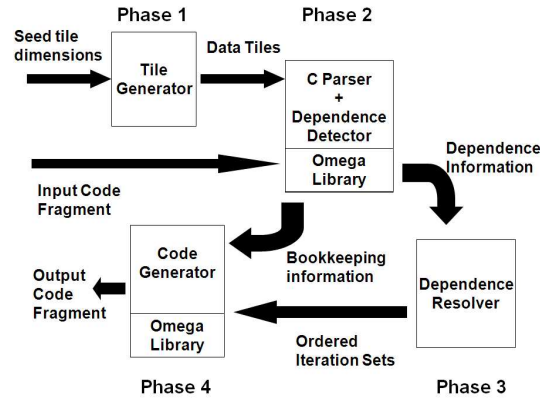 Phase 1
Phase 2
Seed tile
dimensions
Tile
Generator
Data Tiles
C Parser
+
Dependence
Detector
Omega
Library
Input Code
Fragment
Dependence
Information
Code
Generator
Omega
Library
Output
Code
Fragment
Bookkeeping
information
Dependence
Resolver
Ordered
Iteration Sets
Phase 4
Phase 3